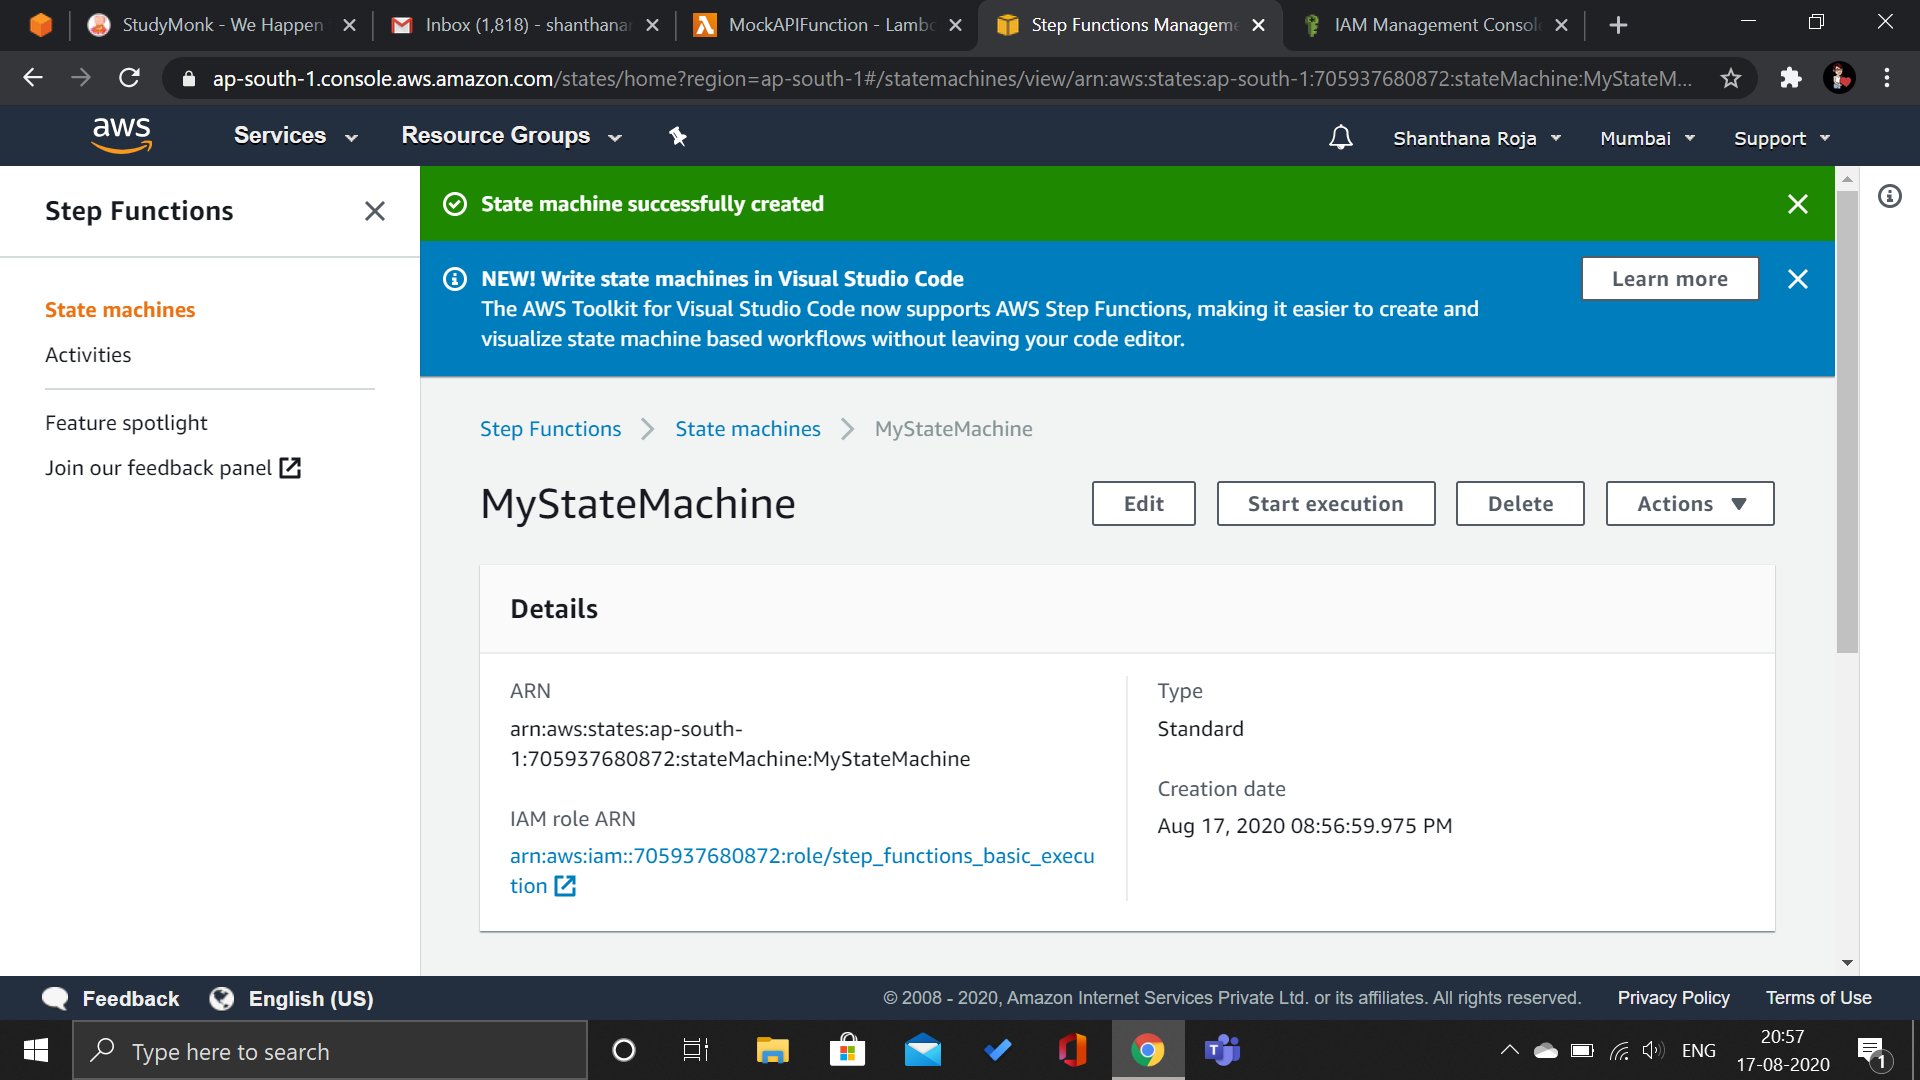 StudyMonk - We Happen
Inbox (1,818) - shanthana
MockAPIFunction - Lamb
Step Functions Managem
IAM Management Consol
ap-south-1.console.aws.amazon.com/states/home?region=ap-south-1#/statemachines/view/arn:aws:states:ap-south-1:705937680872:stateMachine:MyStateM...
aws
Services
Resource Groups
Shanthana Roja
Mumbai
Support
Step Functions
State machines
Activities
Feature spotlight
Join our feedback panel
State machine successfully created
NEW! Write state machines in Visual Studio Code
The AWS Toolkit for Visual Studio Code now supports AWS Step Functions, making it easier to create and
visualize state machine based workflows without leaving your code editor.
Learn more
Step Functions
State machines
MyStateMachine
MyStateMachine
Edit
Start execution
Delete
Actions
Details
ARN
arn:aws:states:ap-south-
1:705937680872:stateMachine:MyStateMachine
IAM role ARN
arn:aws:iam::705937680872:role/step_functions_basic_execu
tion
Type
Standard
Creation date
Aug 17, 2020 08:56:59.975 PM
Feedback
English (US)
© 2008 - 2020, Amazon Internet Services Private Ltd. or its affiliates. All rights reserved.
Privacy Policy
Terms of Use
Type here to search
ENG
20:57
17-08-2020
1